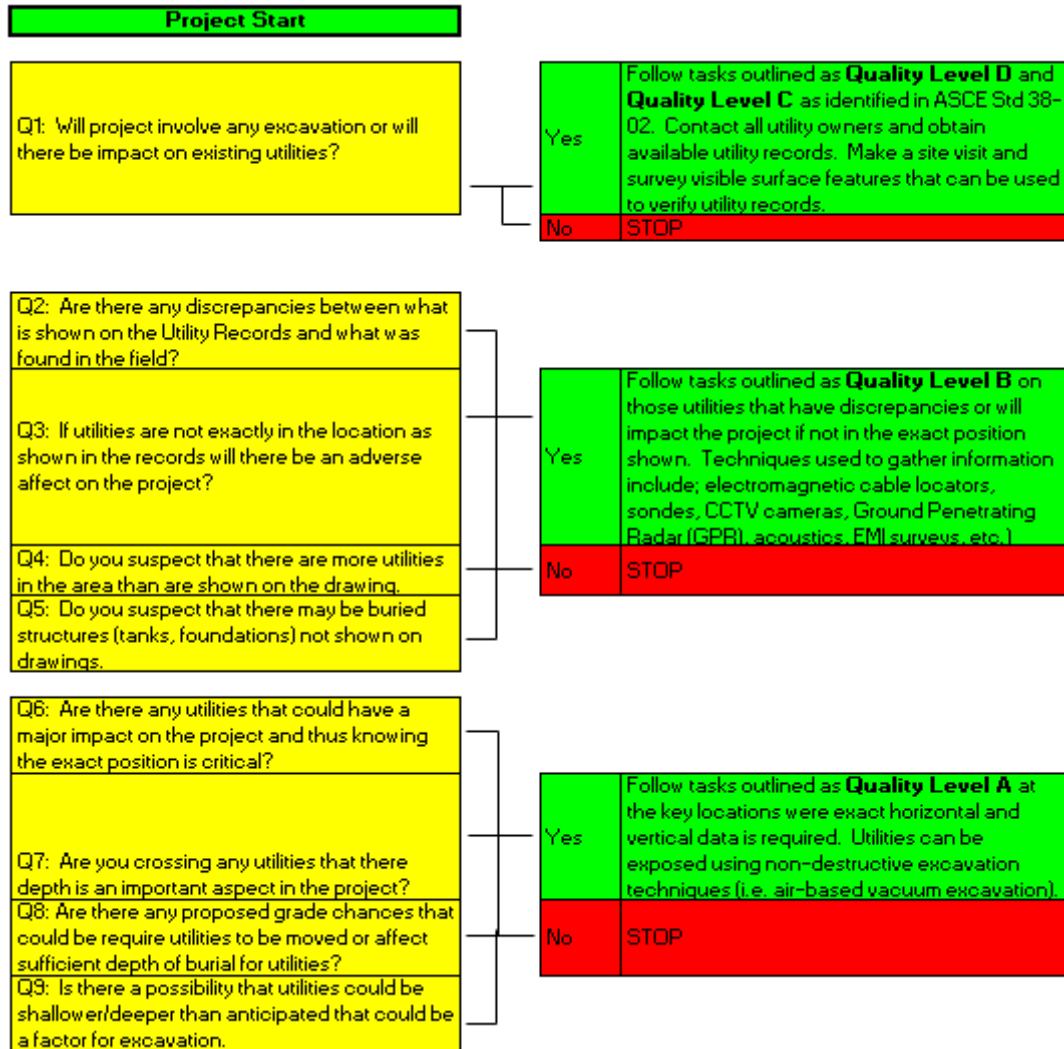 Project Start
Q1: Will project involve any excavation or will
there be impact on existing utilities?
Yes
Follow tasks outlined as Quality Level D and
Quality Level C as identified in ASCE Std 38-
02. Contact all utility owners and obtain
available utility records. Make a site visit and
survey visible surface features that can be used
to verify utility records.
No
STOP
Q2: Are there any discrepancies between what
is shown on the Utility Records and what was
found in the field?
Q3: If utilities are not exactly in the location as
shown in the records will there be an adverse
affect on the project?
Q4: Do you suspect that there are more utilities
in the area than are shown on the drawing.
Q5: Do you suspect that there may be buried
structures (tanks, foundations) not shown on
drawings.
Yes
Follow tasks outlined as Quality Level B on
those utilities that have discrepancies or will
impact the project if not in the exact position
shown. Techniques used to gather information
include; electromagnetic cable locators,
sondes, CCTV cameras, Ground Penetrating
Radar (GPR), acoustics, EMI surveys, etc.)
No
STOP
Q6: Are there any utilities that could have a
major impact on the project and thus knowing
the exact position is critical?
Q7: Are you crossing any utilities that there
depth is an important aspect in the project?
Q8: Are there any proposed grade chances that
could be require utilities to be moved or affect
sufficient depth of burial for utilities?
Q9: Is there a possibility that utilities could be
shallower/deeper than anticipated that could be
a factor for excavation.
Yes
Follow tasks outlined as Quality Level A at
the key locations were exact horizontal and
vertical data is required. Utilities can be
exposed using non-destructive excavation
techniques (i.e. air-based vacuum excavation).
No
STOP